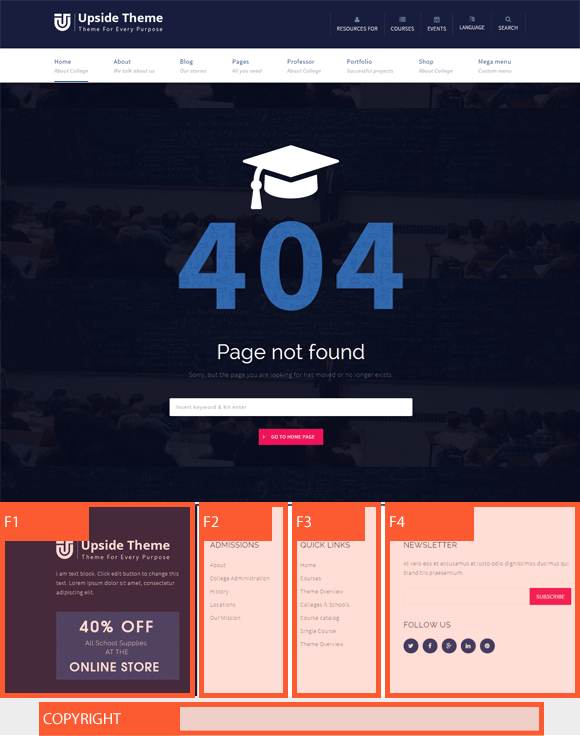 Upside Theme
Theme For Every Purpose
RESOURCES FOR
COURSES
EVENTS
LANGUAGE
SEARCH
Home
About
Blog
Pages
Professor
Portfolio
Shop
Mega menu
About College
We talk about us
Our stories
All you need
About College
Successful projects
About College
Custom menu
404
Page not found
Sorry, but the page you are looking for has moved or no longer exists.
Insert keyword & hit enter
GO TO HOME PAGE
F1
F2
F3
F4
Upside Theme
Theme For Every Purpose
I am text block. Click edit button to change this
text. Lorem ipsum dolor sit amet, consectetur
adipiscing elit.
40% OFF
All School Supplies
AT THE
ONLINE STORE
ADMISSIONS
About
College Administration
History
Locations
Our Mission
QUICK LINKS
Home
Courses
Theme Overview
Colleges & Schools
Course catalog
Single Course
Theme Overview
NEWSLETTER
At vero eos et accusamus et iusto odio dignissimos ducimus qui
blandit iis praesentium.
SUBSCRIBE
FOLLOW US
COPYRIGHT